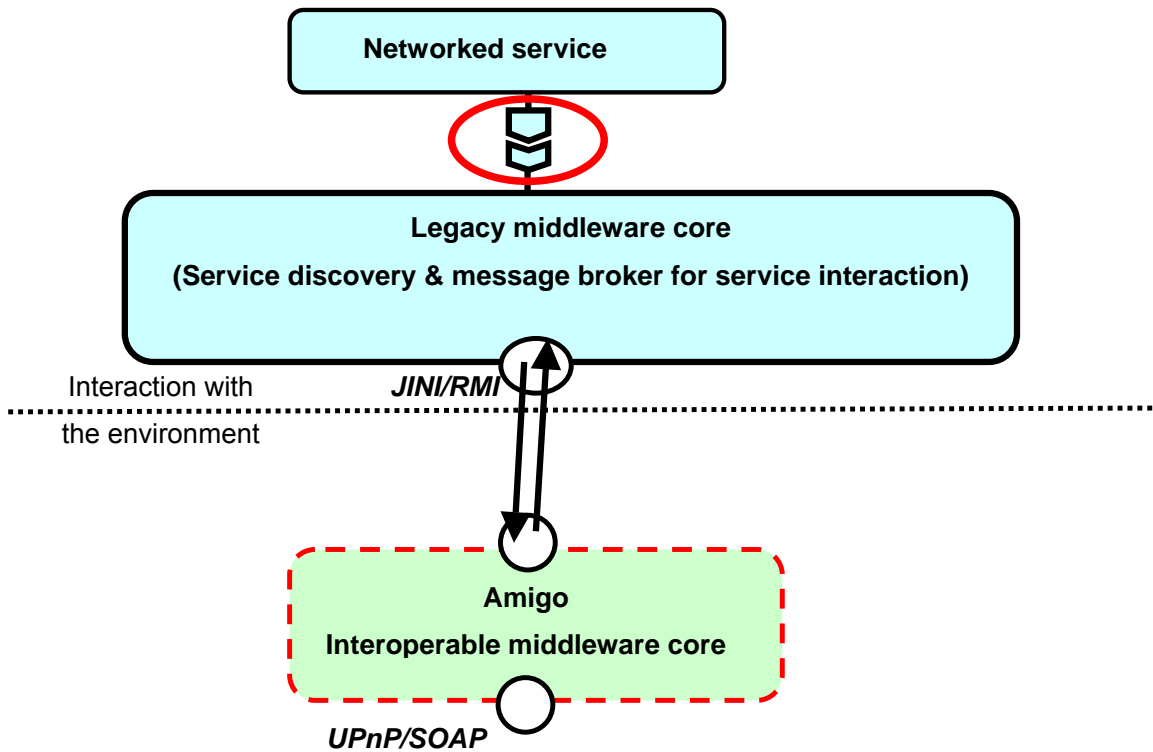 Networked service
Legacy middleware core
(Service discovery & message broker for service interaction)
Interaction with
JINI/RMI
the environment
Amigo
Interoperable middleware core
UPnP/SOAP